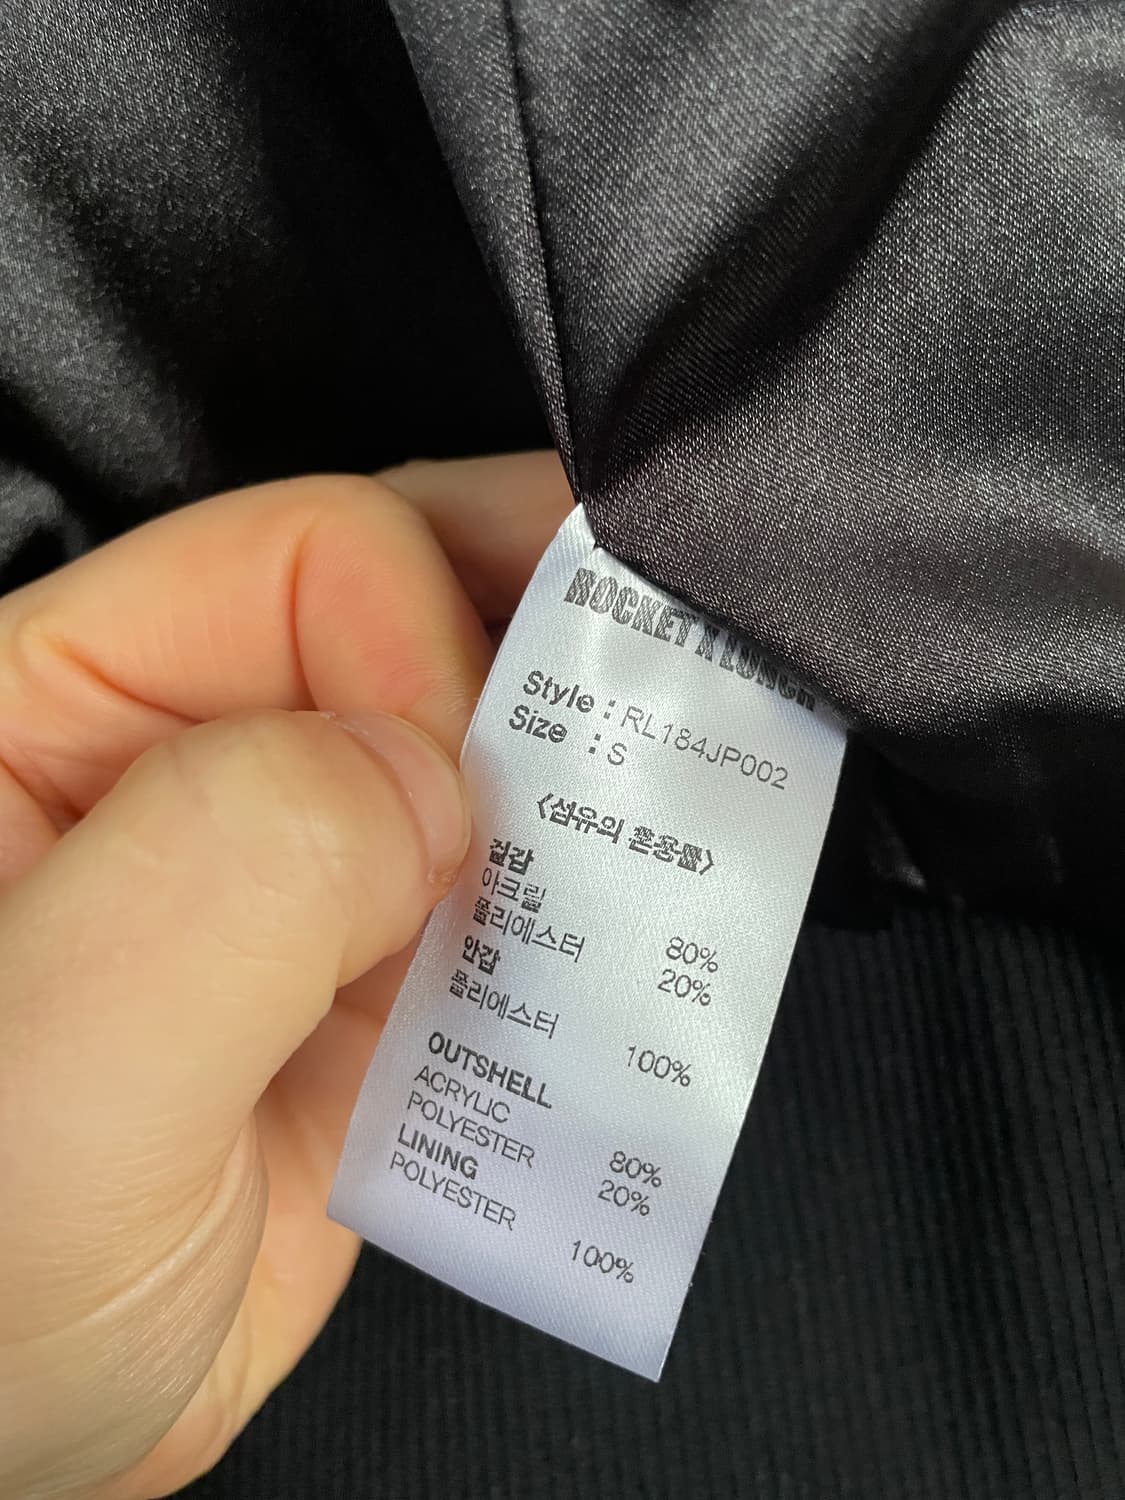 ROCKET X LUNCH
Style : RL184JP002
Size : S
<섬유의 혼용률>
겉감
아크릴 80%
폴리에스터 20%
안감
폴리에스터 100%
OUTSHELL
ACRYLIC 80%
POLYESTER 20%
LINING
POLYESTER 100%